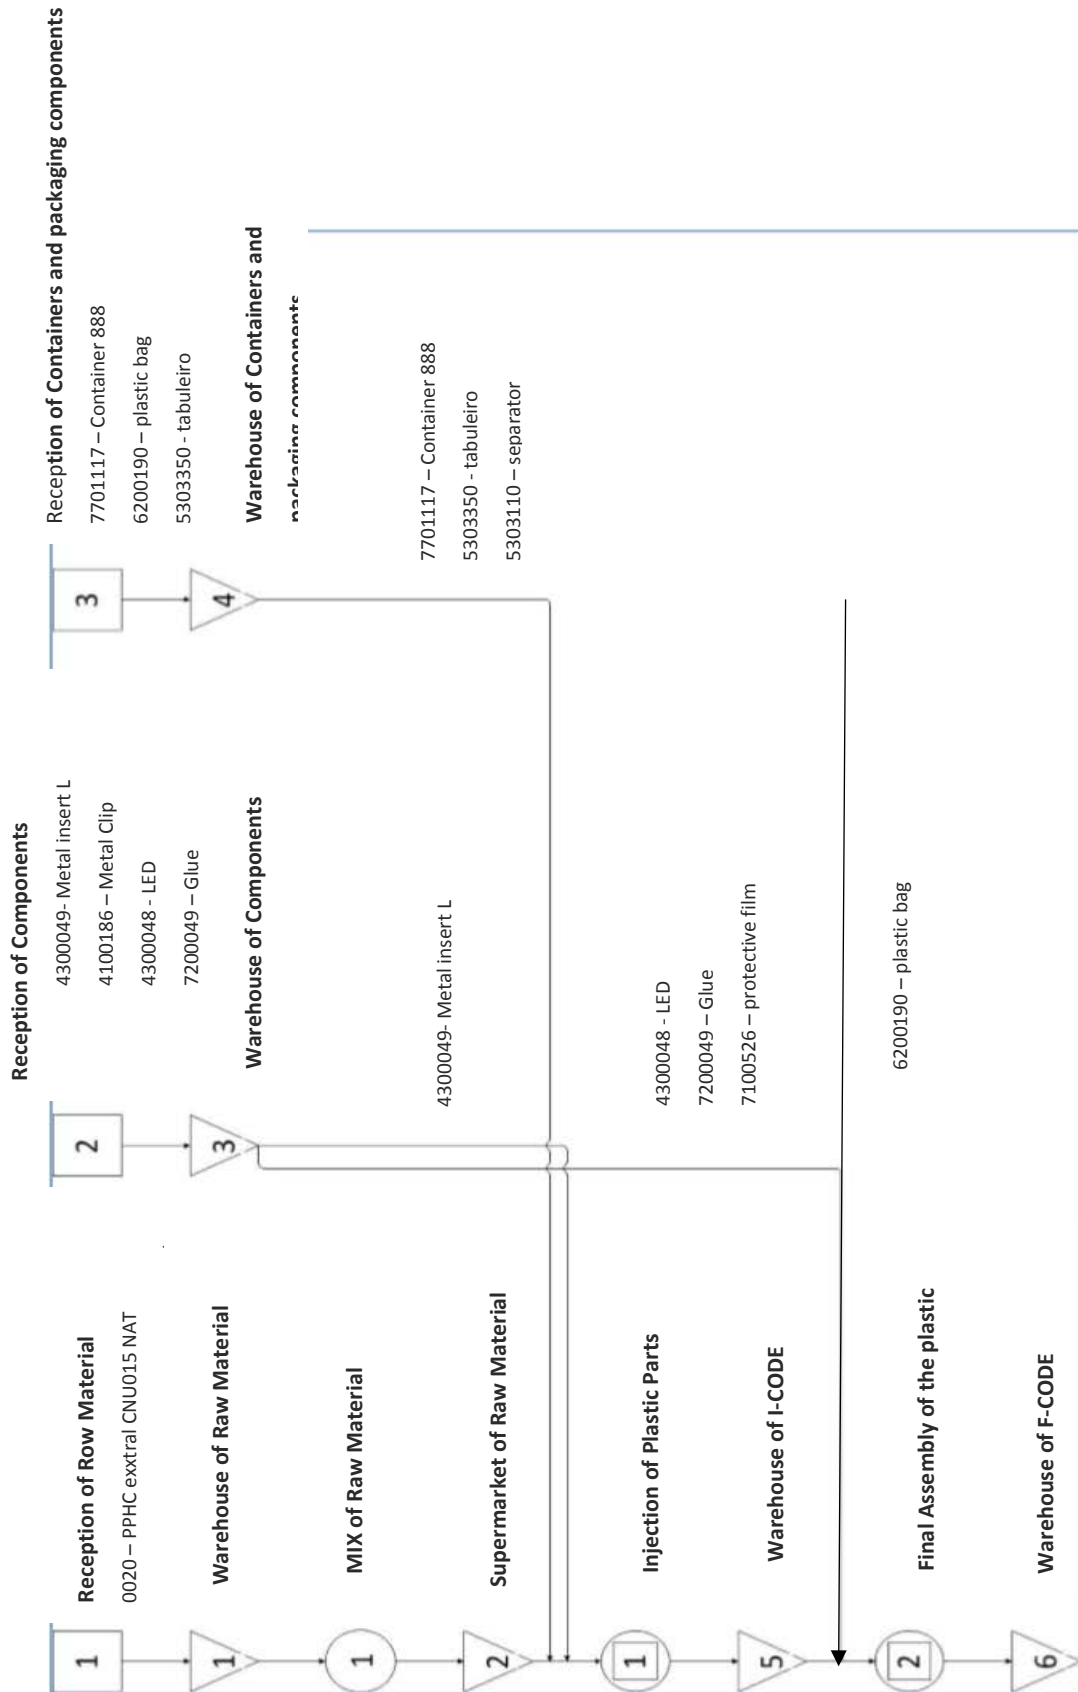 Reception of Row Material
0020 – PPHC exxtral CNU015 NAT
1
Warehouse of Raw Material
1
MIX of Raw Material
1
Supermarket of Raw Material
2
Injection of Plastic Parts
1
Warehouse of I-CODE
5
Final Assembly of the plastic
2
Warehouse of F-CODE
6
Reception of Components
4300049- Metal insert L
4100186 – Metal Clip
4300048 - LED
7200049 – Glue
2
Warehouse of Components
3
4300049- Metal insert L
4300048 - LED
7200049 – Glue
7100526 – protective film
Reception of Containers and packaging components
7701117 – Container 888
6200190 – plastic bag
5303350 - tabuleiro
3
Warehouse of Containers and
packaging components
4
7701117 – Container 888
5303350 - tabuleiro
5303110 – separator
6200190 – plastic bag